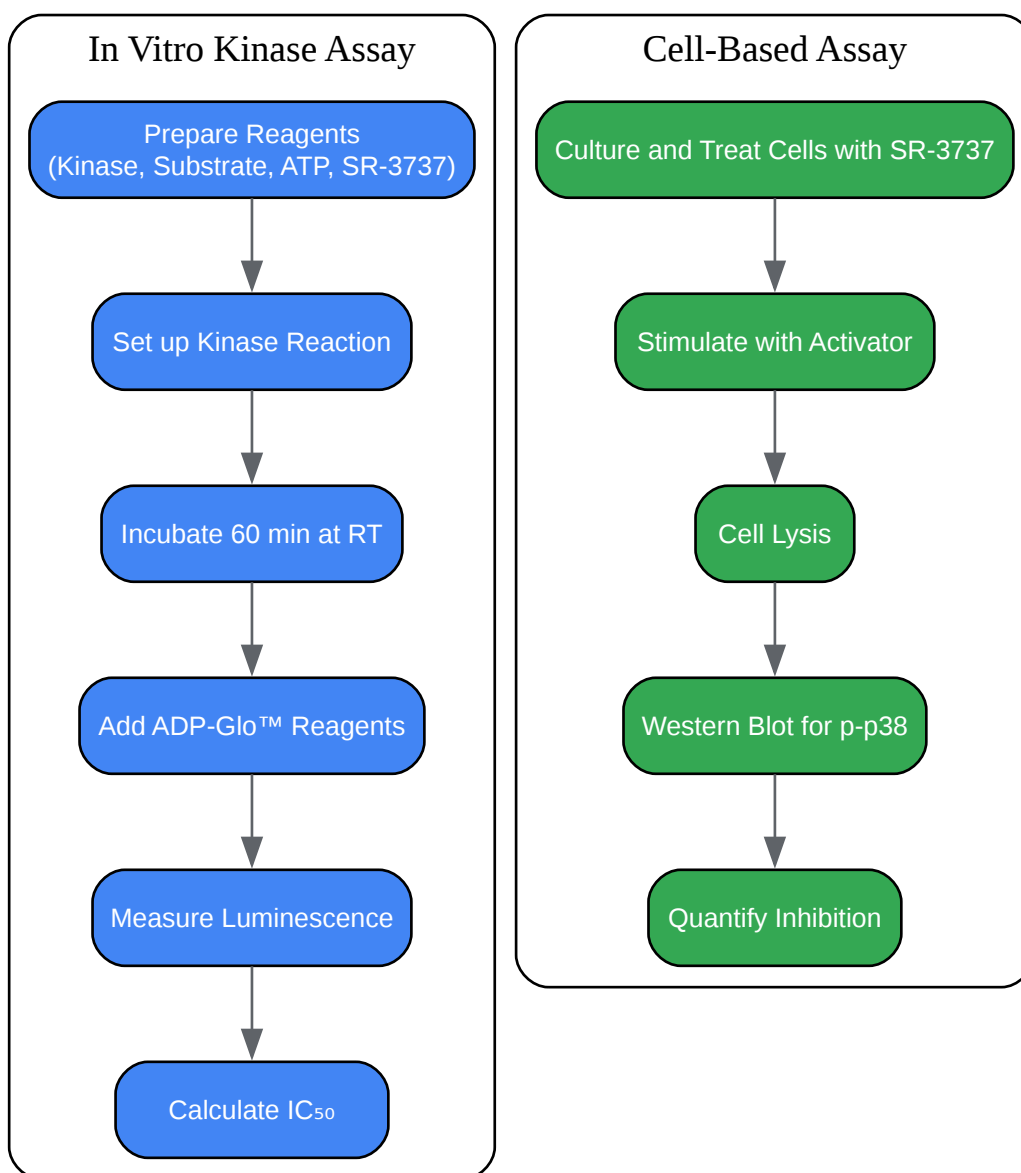 In Vitro Kinase Assay
Prepare Reagents
(Kinase, Substrate, ATP, SR-3737)
Set up Kinase Reaction
Incubate 60 min at RT
Add ADP-Glo™ Reagents
Measure Luminescence
Calculate IC₅₀
Cell-Based Assay
Culture and Treat Cells with SR-3737
Stimulate with Activator
Cell Lysis
Western Blot for p-p38
Quantify Inhibition